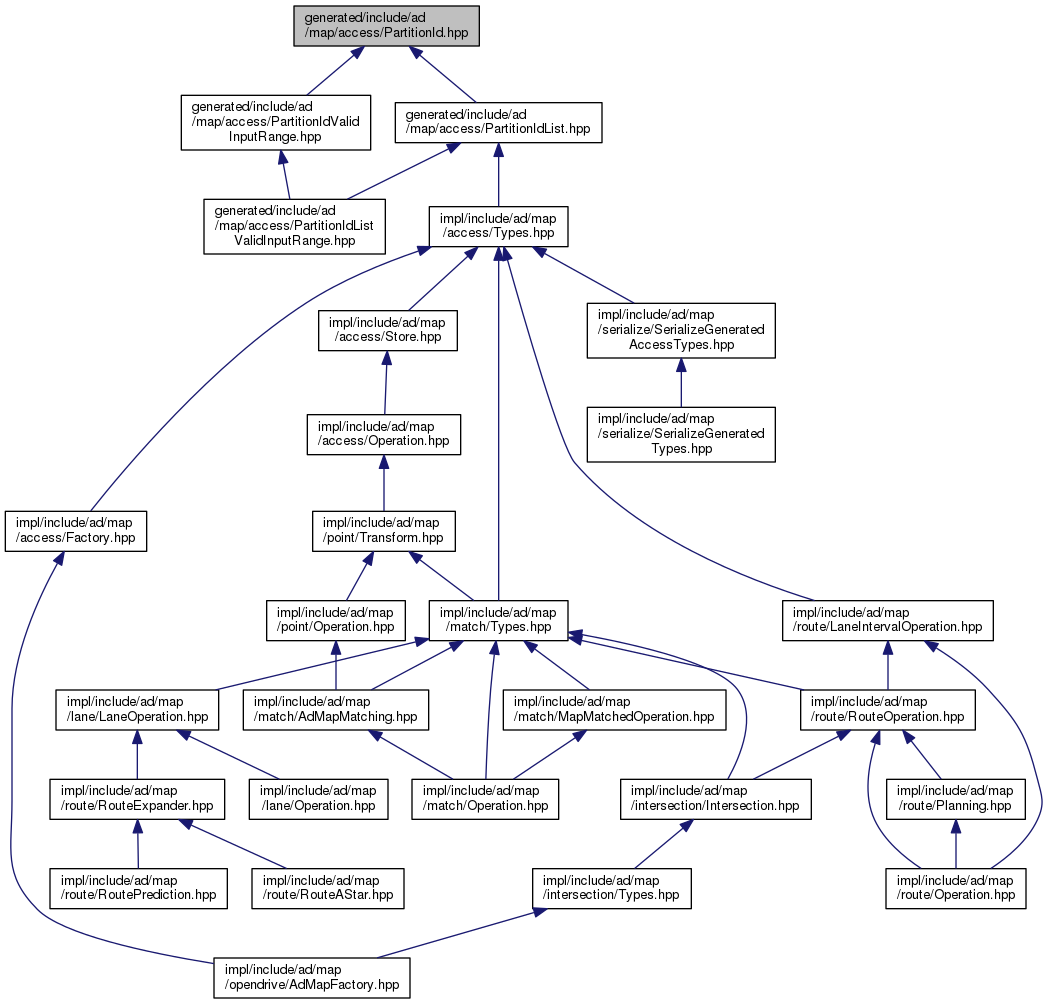 generated/include/ad
/map/access/PartitionId.hpp
generated/include/ad
/map/access/PartitionIdValid
InputRange.hpp
generated/include/ad
/map/access/PartitionIdList.hpp
generated/include/ad
/map/access/PartitionIdList
ValidInputRange.hpp
impl/include/ad/map
/access/Types.hpp
impl/include/ad/map
/access/Store.hpp
impl/include/ad/map
/serialize/SerializeGenerated
AccessTypes.hpp
impl/include/ad/map
/access/Operation.hpp
impl/include/ad/map
/serialize/SerializeGenerated
Types.hpp
impl/include/ad/map
/access/Factory.hpp
impl/include/ad/map
/point/Transform.hpp
impl/include/ad/map
/point/Operation.hpp
impl/include/ad/map
/match/Types.hpp
impl/include/ad/map
/route/LaneIntervalOperation.hpp
impl/include/ad/map
/lane/LaneOperation.hpp
impl/include/ad/map
/match/AdMapMatching.hpp
impl/include/ad/map
/match/MapMatchedOperation.hpp
impl/include/ad/map
/route/RouteOperation.hpp
impl/include/ad/map
/route/RouteExpander.hpp
impl/include/ad/map
/lane/Operation.hpp
impl/include/ad/map
/match/Operation.hpp
impl/include/ad/map
/intersection/Intersection.hpp
impl/include/ad/map
/route/Planning.hpp
impl/include/ad/map
/route/RoutePrediction.hpp
impl/include/ad/map
/route/RouteAStar.hpp
impl/include/ad/map
/intersection/Types.hpp
impl/include/ad/map
/route/Operation.hpp
impl/include/ad/map
/opendrive/AdMapFactory.hpp